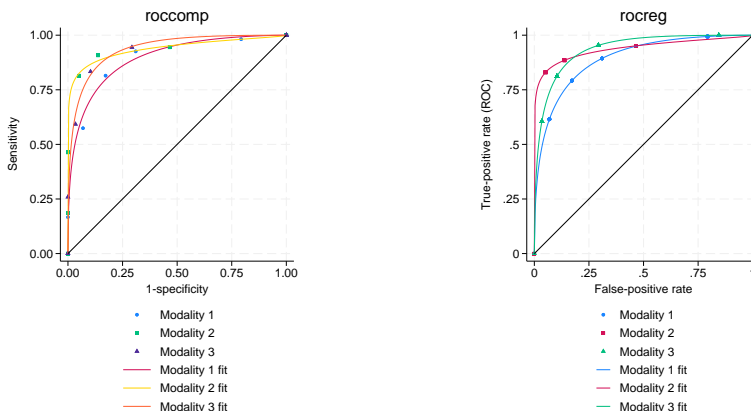 roccomp
1.00
0.75
0.50
0.25
0.00
Sensitivity
0.00 0.25 0.50 0.75 1.00
1-specificity
Modality 1
Modality 2
Modality 3
Modality 1 fit
Modality 2 fit
Modality 3 fit
rocreg
1
.75
.5
.25
0
True-positive rate (ROC)
0 .25 .5 .75
False-positive rate
Modality 1
Modality 2
Modality 3
Modality 1 fit
Modality 2 fit
Modality 3 fit